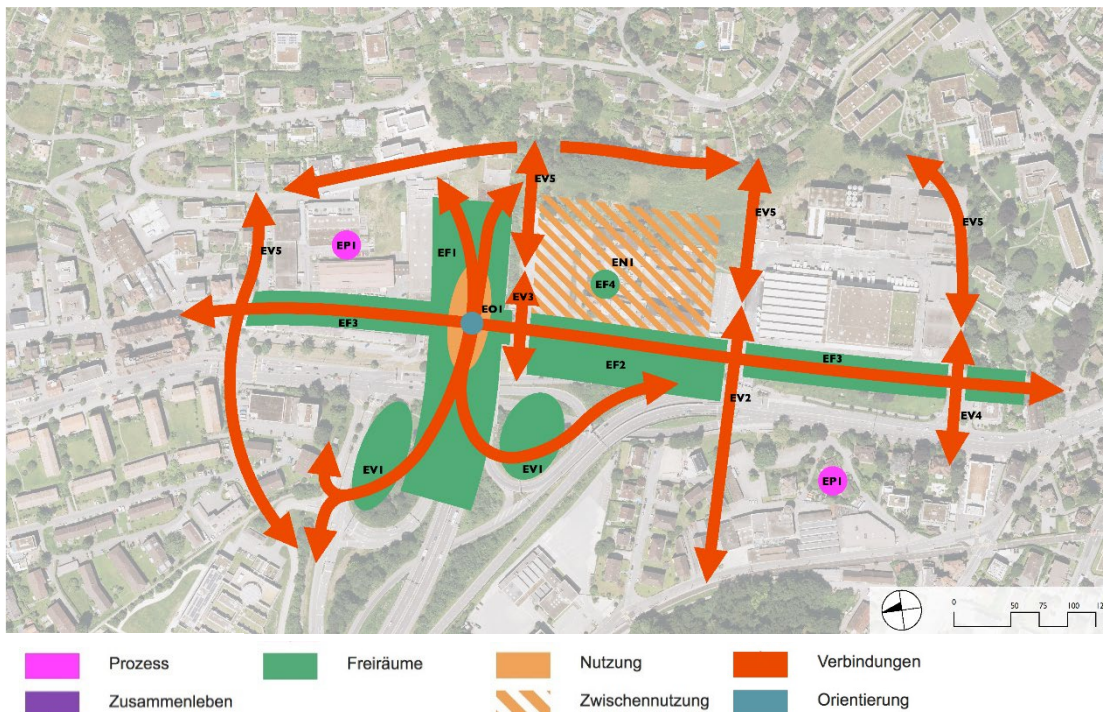 EV5
EV5
EP1
EF1
EN1
EV5
EV5
EF4
EV3
EO1
EF3
EF2
EF3
EV2
EV4
EV1
EV1
EP1
0 50 75 100
Prozess Freiräume Nutzung Verbindungen
Zusammenleben Zwischennutzung Orientierung